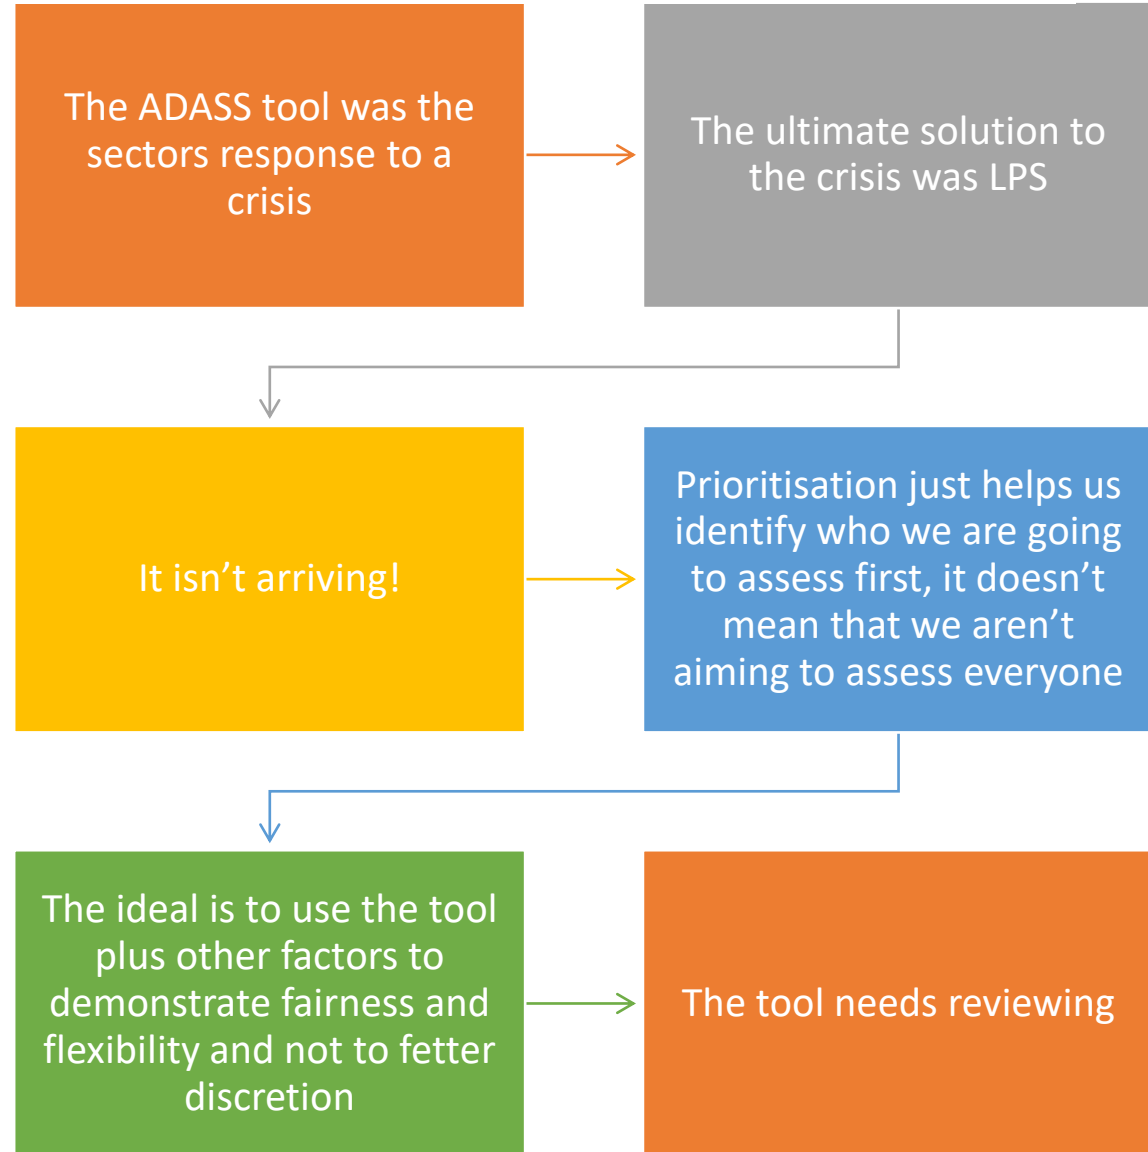 The ADASS tool was the
sectors response to a
crisis
The ultimate solution to
the crisis was LPS
It isn’t arriving!
Prioritisation just helps us
identify who we are going
to assess first, it doesn’t
mean that we aren’t
aiming to assess everyone
The ideal is to use the tool
plus other factors to
demonstrate fairness and
flexibility and not to fetter
discretion
The tool needs reviewing